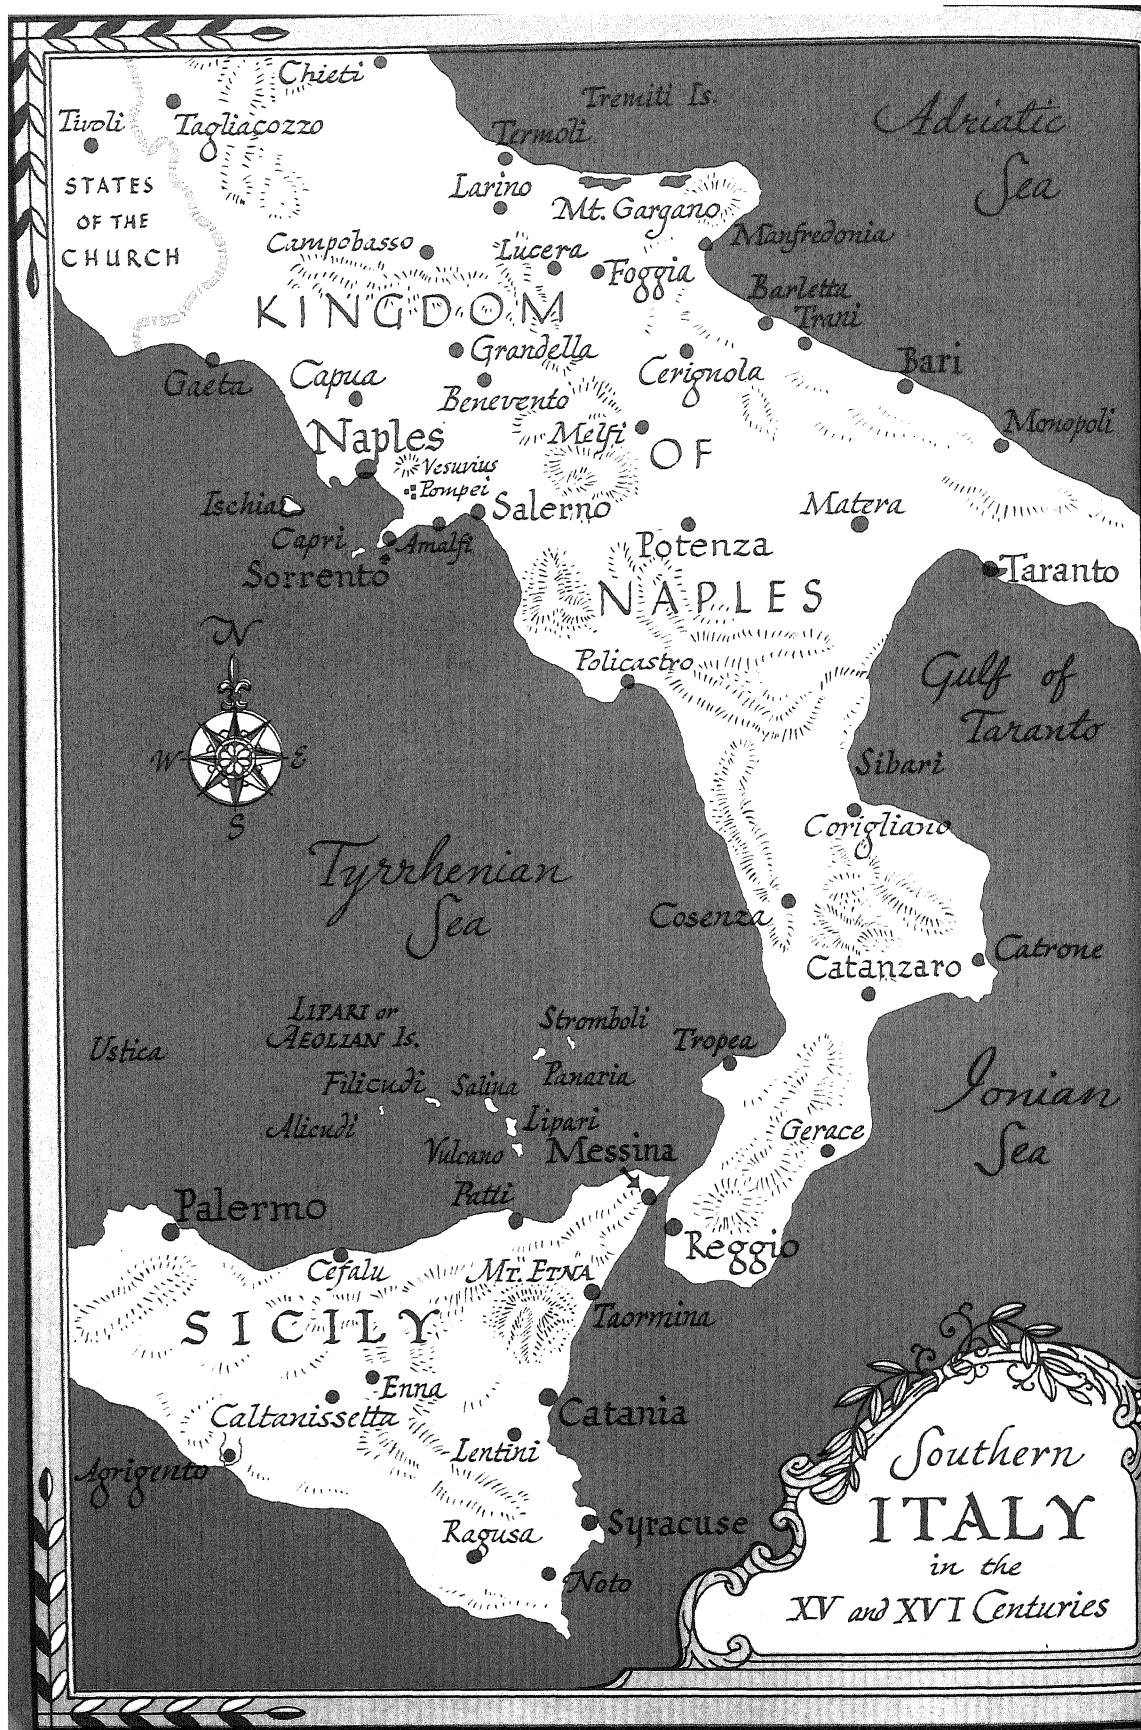 Chieti
Tremiti Is.
Adriatic
Sea
Tivoli
Tagliacozzo
Termoli
STATES
OF THE
CHURCH
Larino
Mt. Gargano
Campobasso
Lucera
Foggia
Manfredonia
Barletta
Trani
KINGDOM
Grandella
Cerignola
Bari
Gaeta
Capua
Benevento
Melfi
OF
Monopoli
Naples
Vesuvius
Pompei
Ischia
Salerno
Matera
Capri
Amalfi
Sorrento
Potenza
Taranto
NAPLES
N
W
E
S
Policastro
Gulf of
Taranto
Sibari
Corigliano
Tyrrhenian
Sea
Cosenza
Catanzaro
Catrone
LIPARI or
AEOLIAN Is.
Stromboli
Tropea
Ustica
Filicudi
Salina
Panaria
Ionian
Sea
Alicudi
Lipari
Gerace
Vulcano
Messina
Patti
Palermo
Reggio
Cefalu
MT. ETNA
Taormina
SICILY
Enna
Caltanissetta
Catania
Lentini
Agrigento
Ragusa
Syracuse
Noto
Southern
ITALY
in the
XV and XVI Centuries